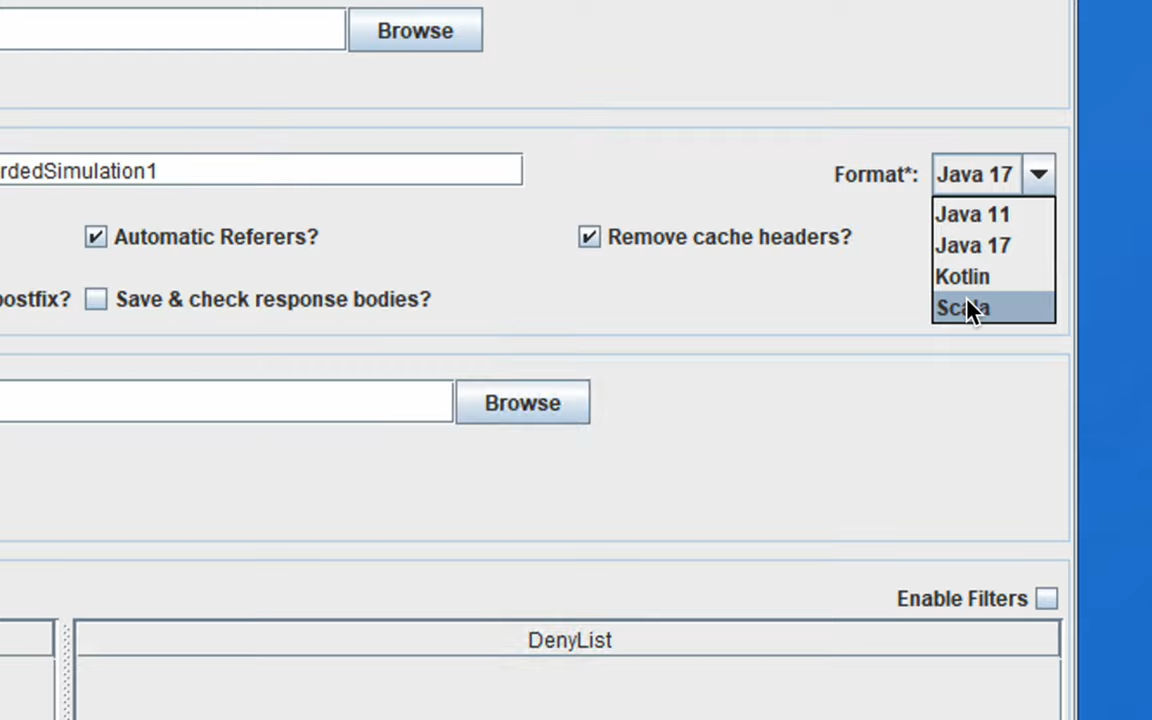 Browse
rdedSimulation1
Format*: Java 17
Java 11
Java 17
Kotlin
Scala
Automatic Referers?
Remove cache headers?
postfix?
Save & check response bodies?
Browse
Enable Filters
DenyList